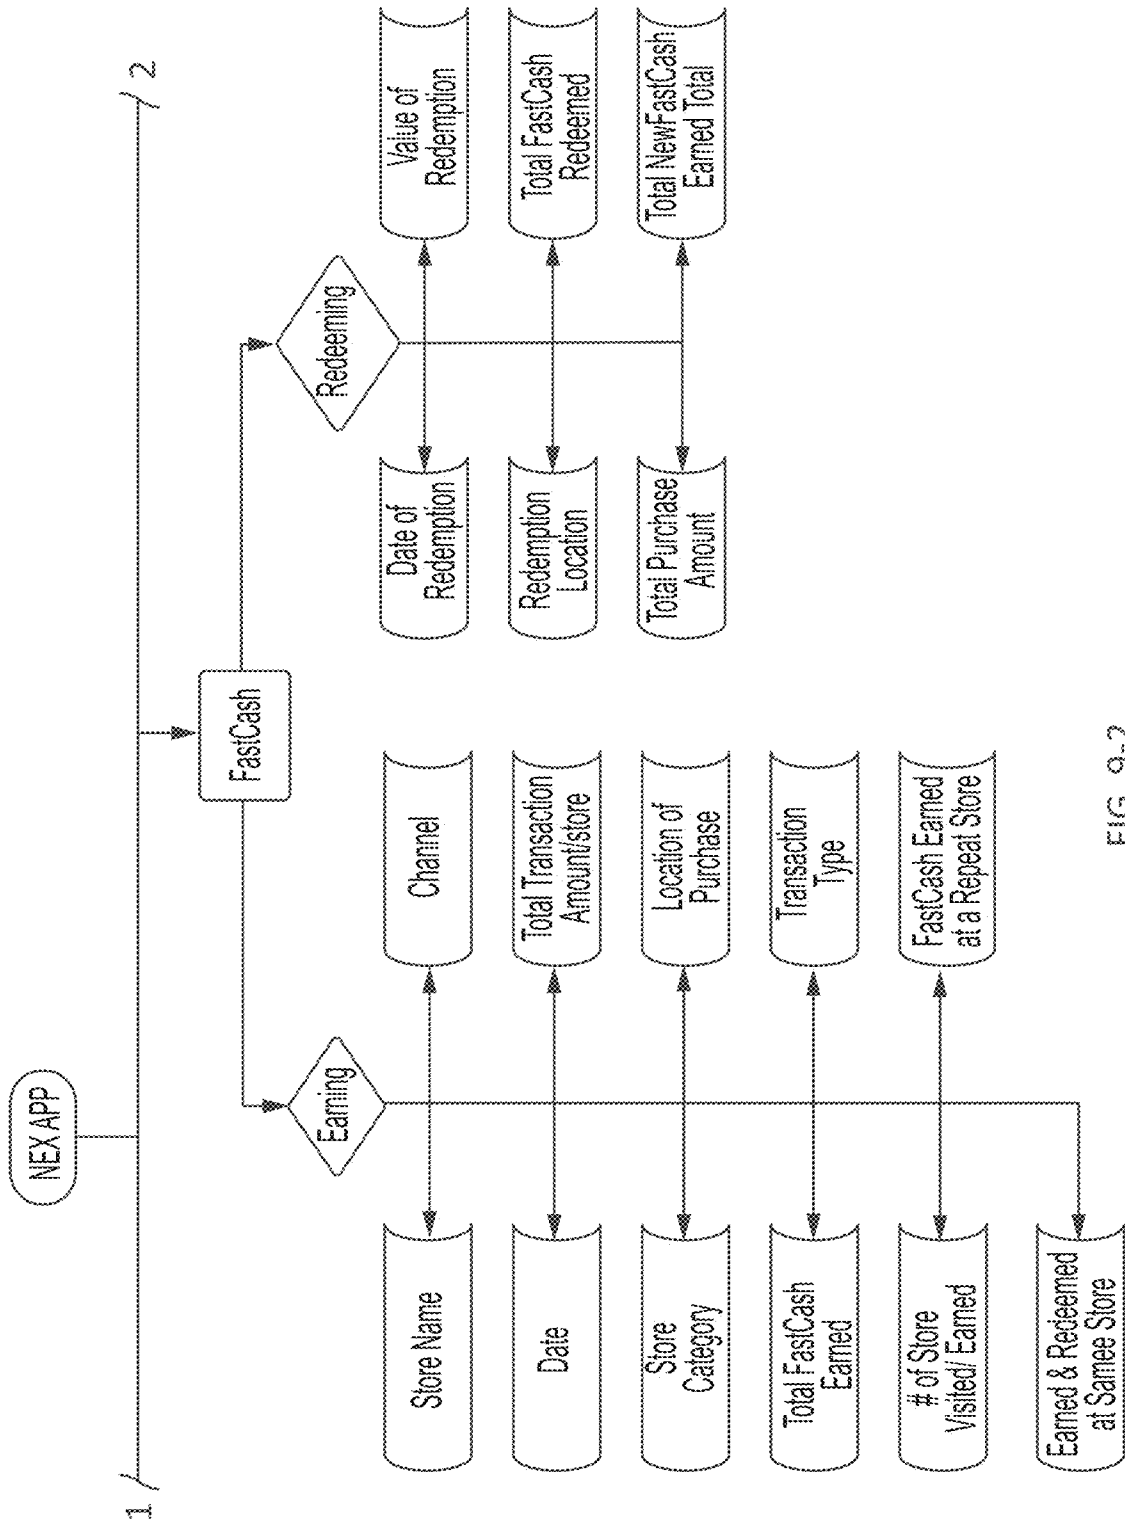 NEX APP
1
2
FastCash
Earning
Redeeming
Store Name
Channel
Date
Total Transaction
Amount/store
Store
Category
Location of
Purchase
Total FastCash
Earned
Transaction
Type
# of Store
Visited/ Earned
FastCash Earned
at a Repeat Store
Earned & Redeemed
at Samee Store
Date of
Redemption
Value of
Redemption
Redemption
Location
Total FastCash
Redeemed
Total Purchase
Amount
Total NewFastCash
Earned Total
FIG. 9-2